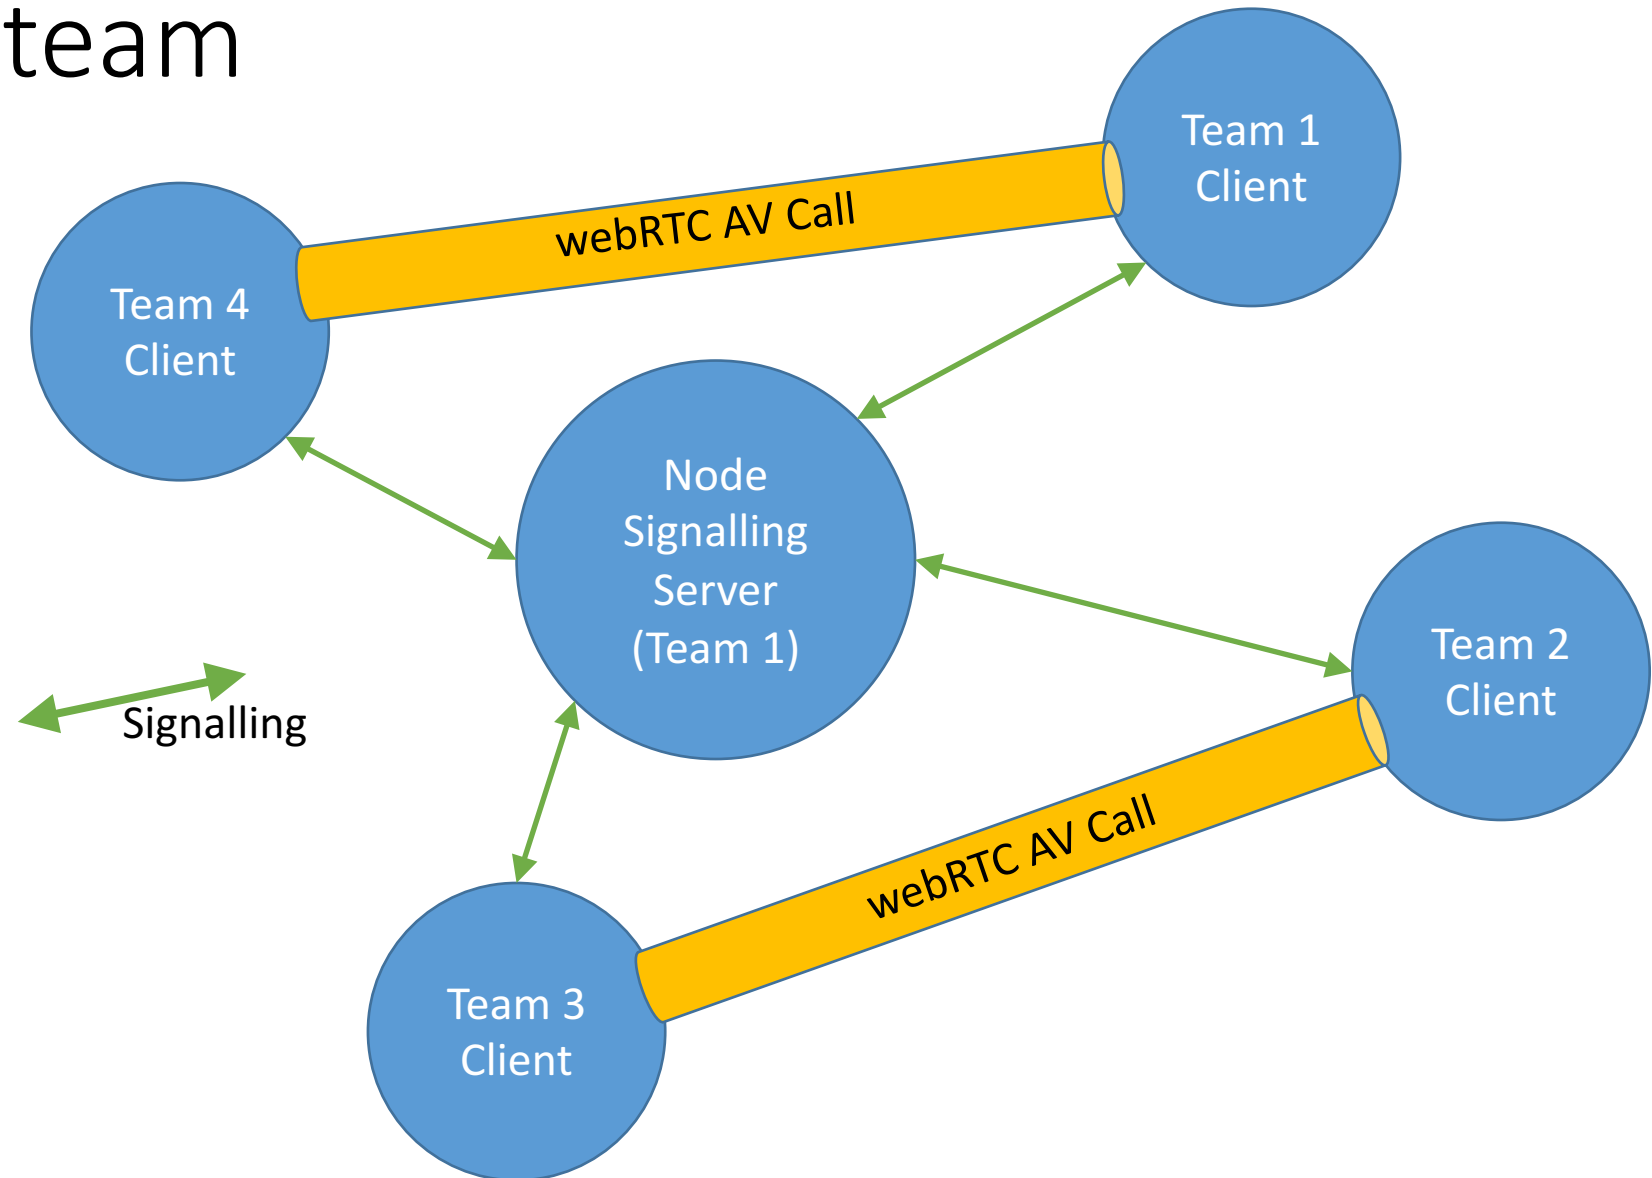 team
Team 1
Client
webRTC AV Call
Team 4
Client
Node
Signalling
Server
(Team 1)
Team 2
Client
Signalling
webRTC AV Call
Team 3
Client